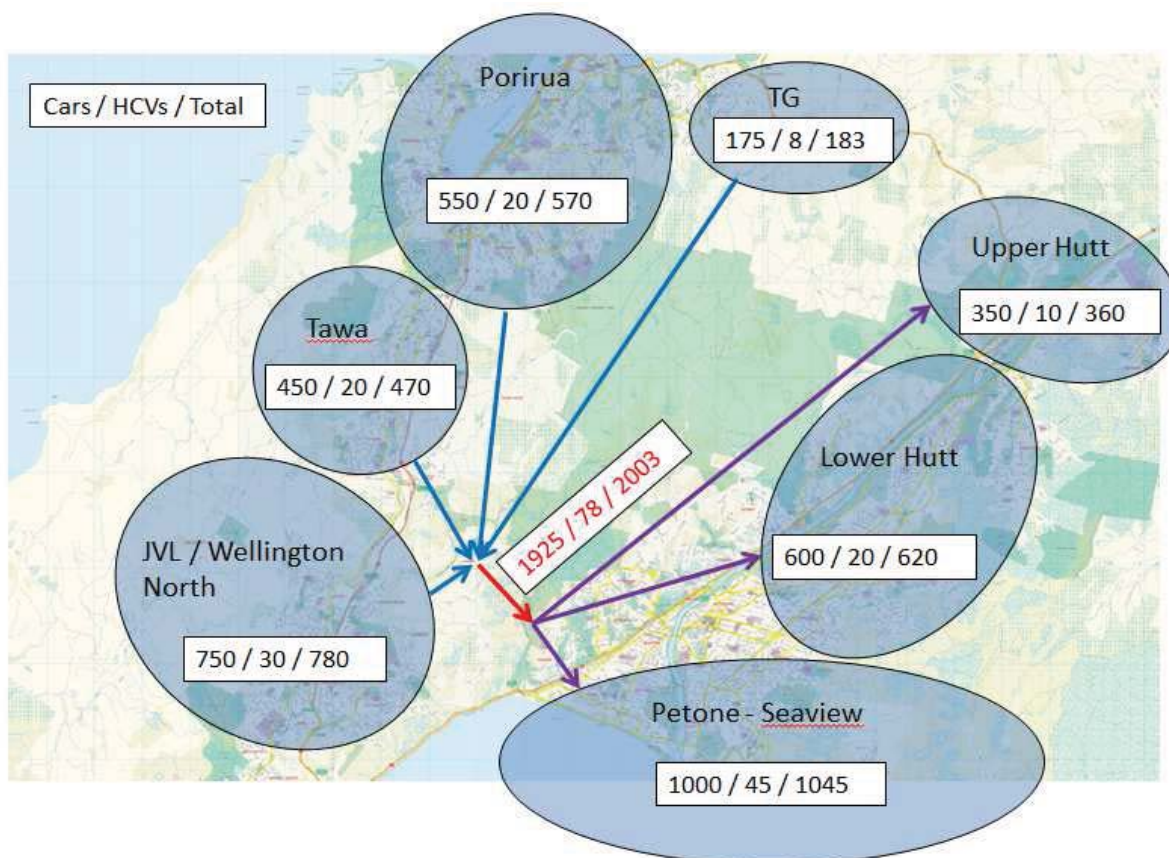 Cars / HCVs / Total
Porirua
550 / 20 / 570
TG
175 / 8 / 183
Upper Hutt
350 / 10 / 360
Tawa
450 / 20 / 470
Lower Hutt
600 / 20 / 620
1925 / 78 / 2003
JVL / Wellington
North
750 / 30 / 780
Petone - Seaview
1000 / 45 / 1045